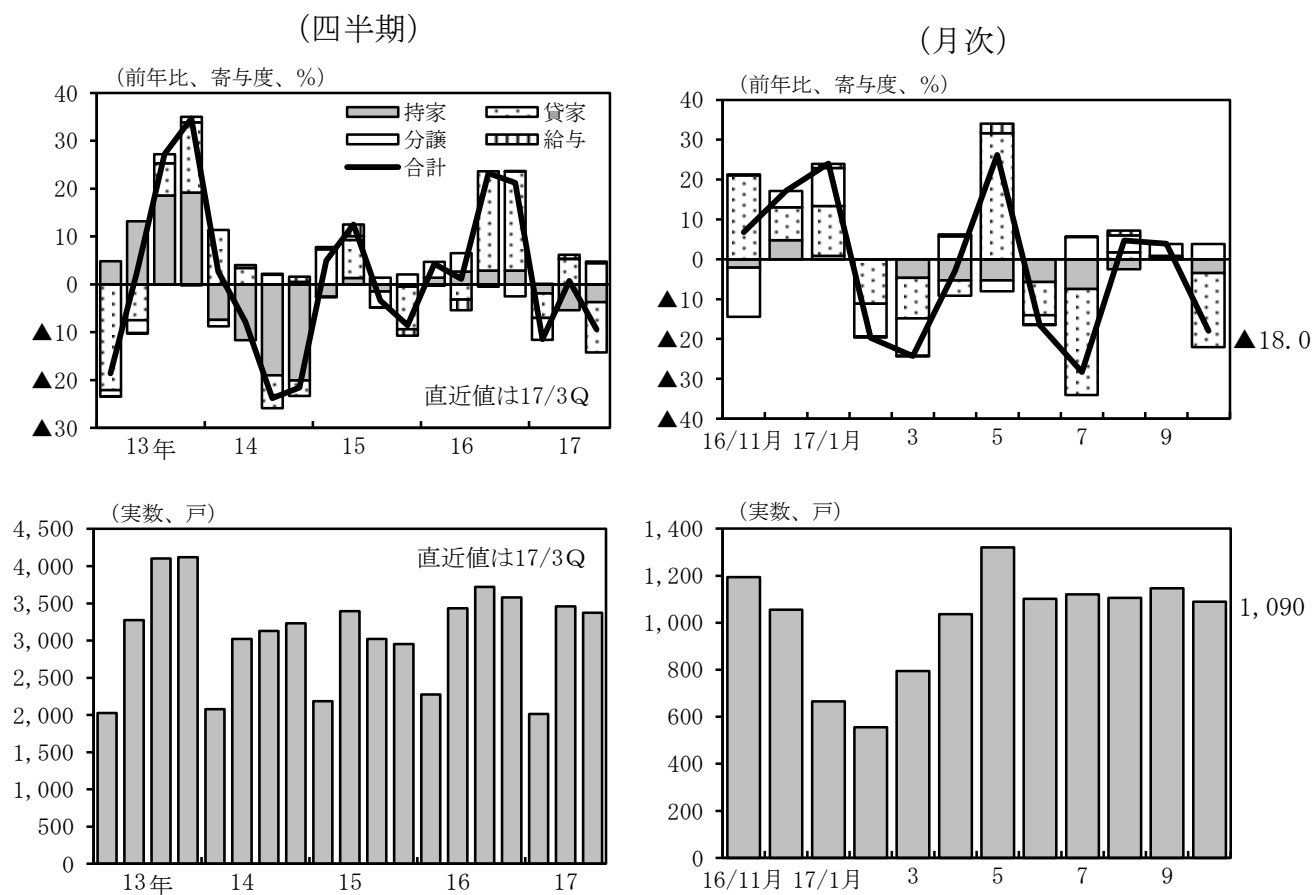 (四半期)
(前年比、寄与度、%)
40
30
20
10
0
▲10
▲20
▲30
持家
貸家
分譲
給与
合計
直近値は17/3Q
13年
14
15
16
17
(月次)
(前年比、寄与度、%)
40
30
20
10
0
▲10
▲20
▲30
▲40
▲18.0
16/11月
17/1月
3
5
7
9
(実数、戸)
4,500
4,000
3,500
3,000
2,500
2,000
1,500
1,000
500
0
直近値は17/3Q
13年
14
15
16
17
(実数、戸)
1,400
1,200
1,000
800
600
400
200
0
1,090
16/11月
17/1月
3
5
7
9